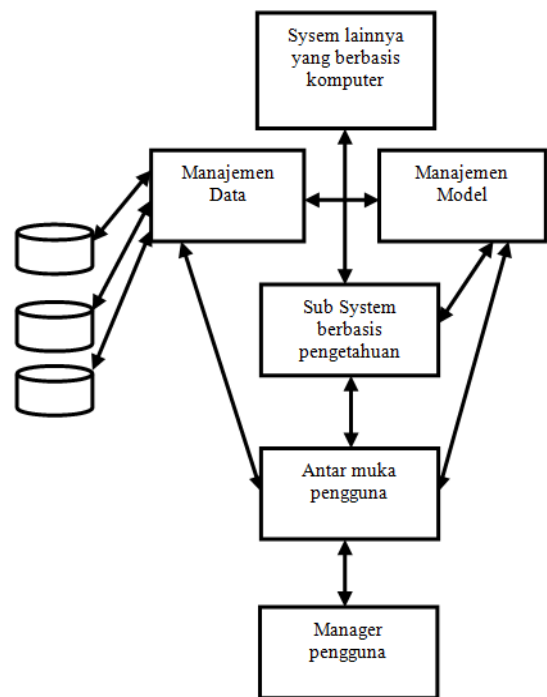 Sysem lainnya
yang berbasis
komputer
Manajemen
Data
Manajemen
Model
Sub System
berbasis
pengetahuan
Antar muka
pengguna
Manager
pengguna